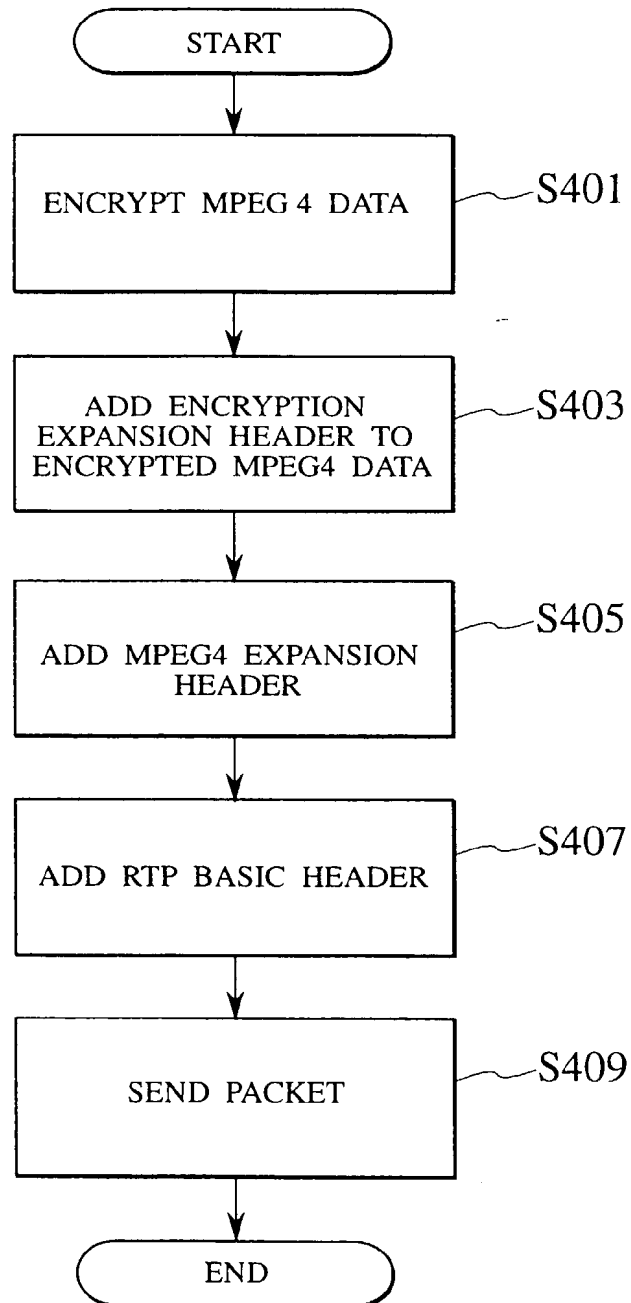 START
ENCRYPT MPEG 4 DATA
S401
ADD ENCRYPTION
EXPANSION HEADER TO
ENCRYPTED MPEG4 DATA
S403
ADD MPEG4 EXPANSION
HEADER
S405
ADD RTP BASIC HEADER
S407
SEND PACKET
S409
END